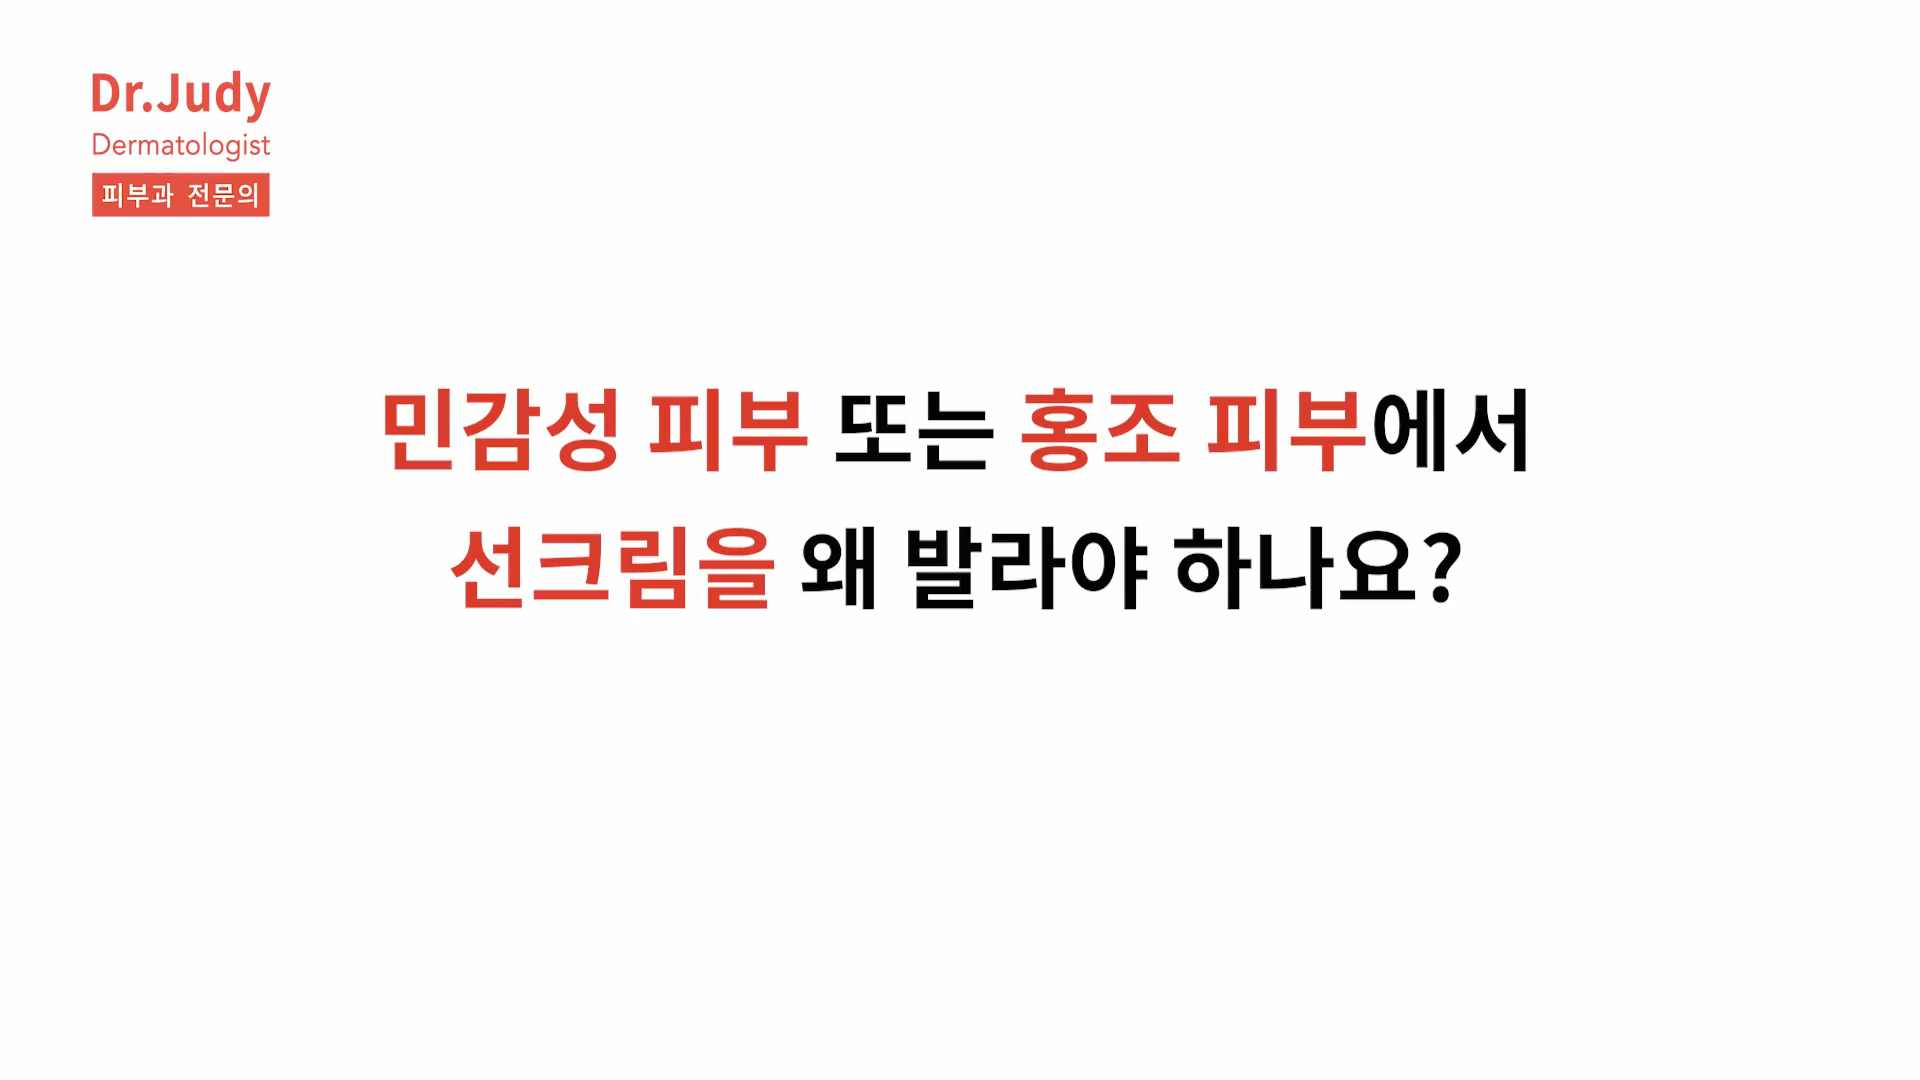 Dr.Judy
Dermatologist
피부과 전문의
민감성 피부 또는 홍조 피부에서
선크림을 왜 발라야 하나요?